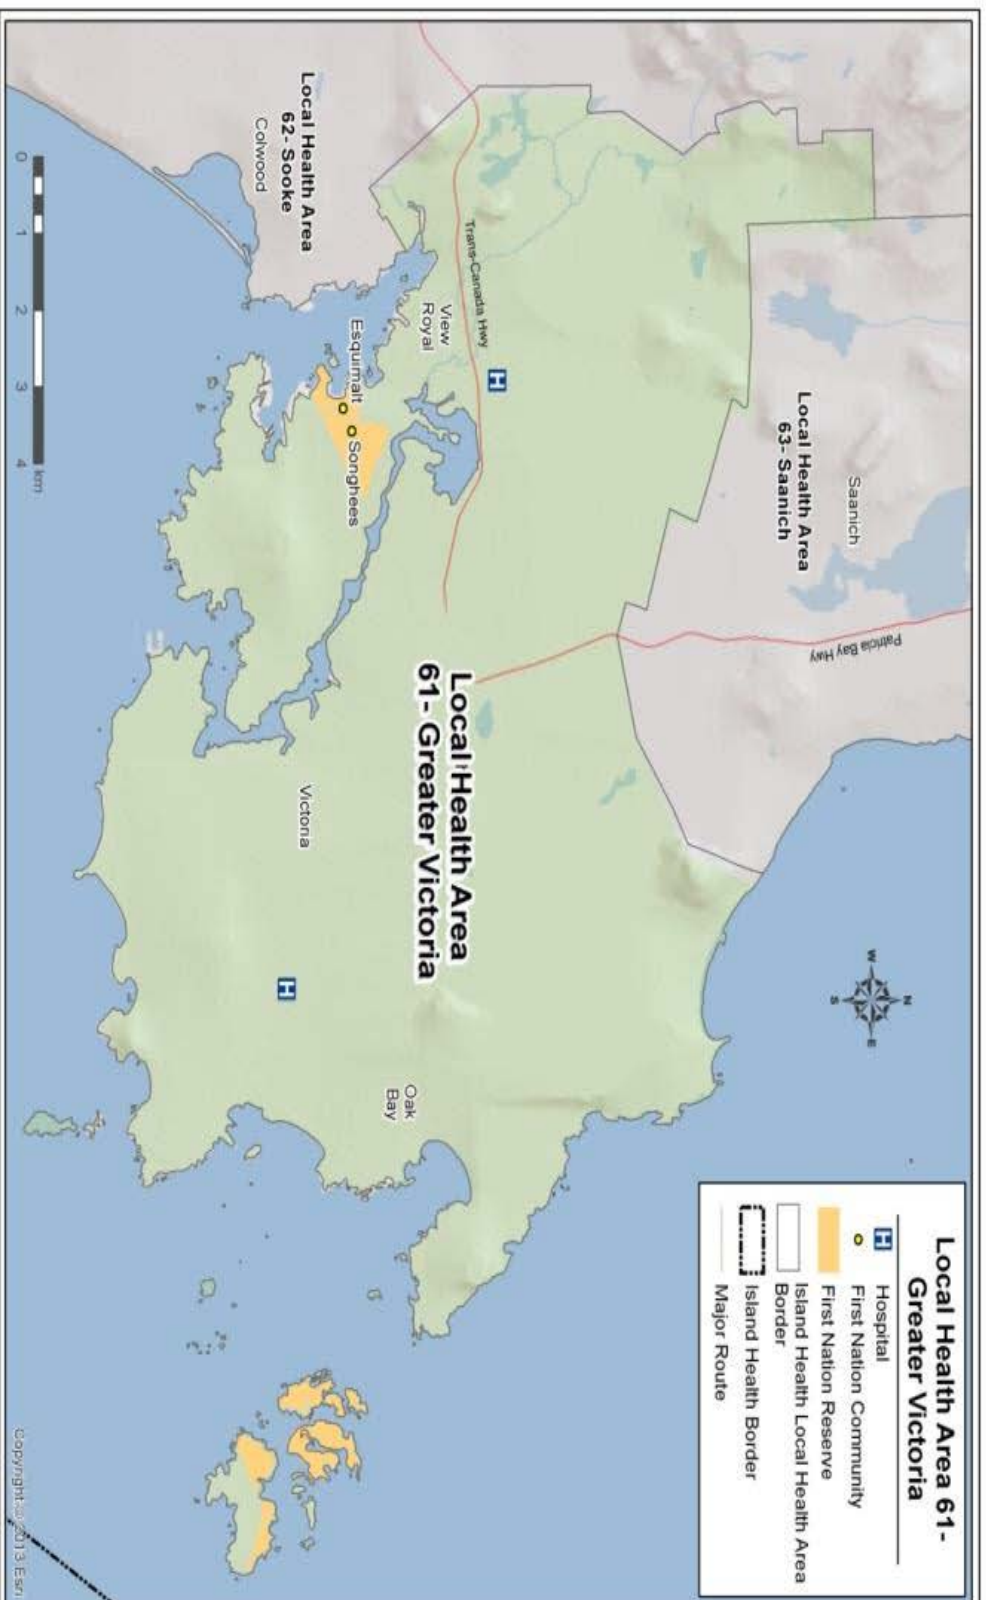 Local Health Area 61-
Greater Victoria
H Hospital
First Nation Community
First Nation Reserve
Island Health Local Health Area
Border
Island Health Border
Major Route
N
W
E
S
Saanich
Local Health Area
63- Saanich
Patricia Bay Hwy
Trans-Canada Hwy
H
View
Royal
Local Health Area
61- Greater Victoria
Oak
Bay
Esquimalt
Songhees
Local Health Area
62- Sooke
Colwood
Victoria
H
0 1 2 3 4
km
Copyright:© 2013 Esri